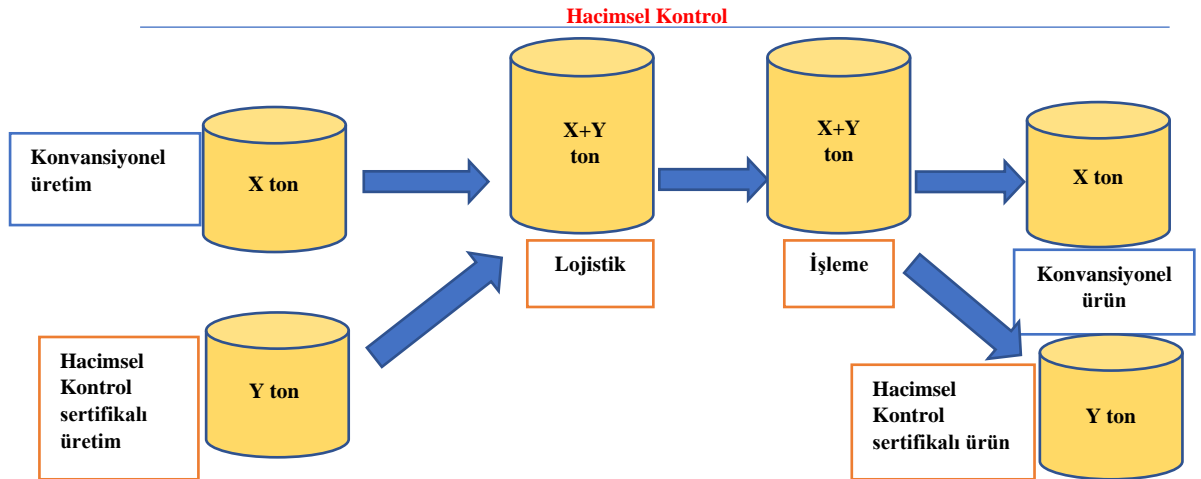 Hacimsel Kontrol
Konvansiyonel
üretim
X ton
X+Y
ton
Lojistik
X+Y
ton
İşleme
X ton
Konvansiyonel
ürün
Hacimsel
Kontrol
sertifikalı
üretim
Y ton
Hacimsel
Kontrol
sertifikalı ürün
Y ton